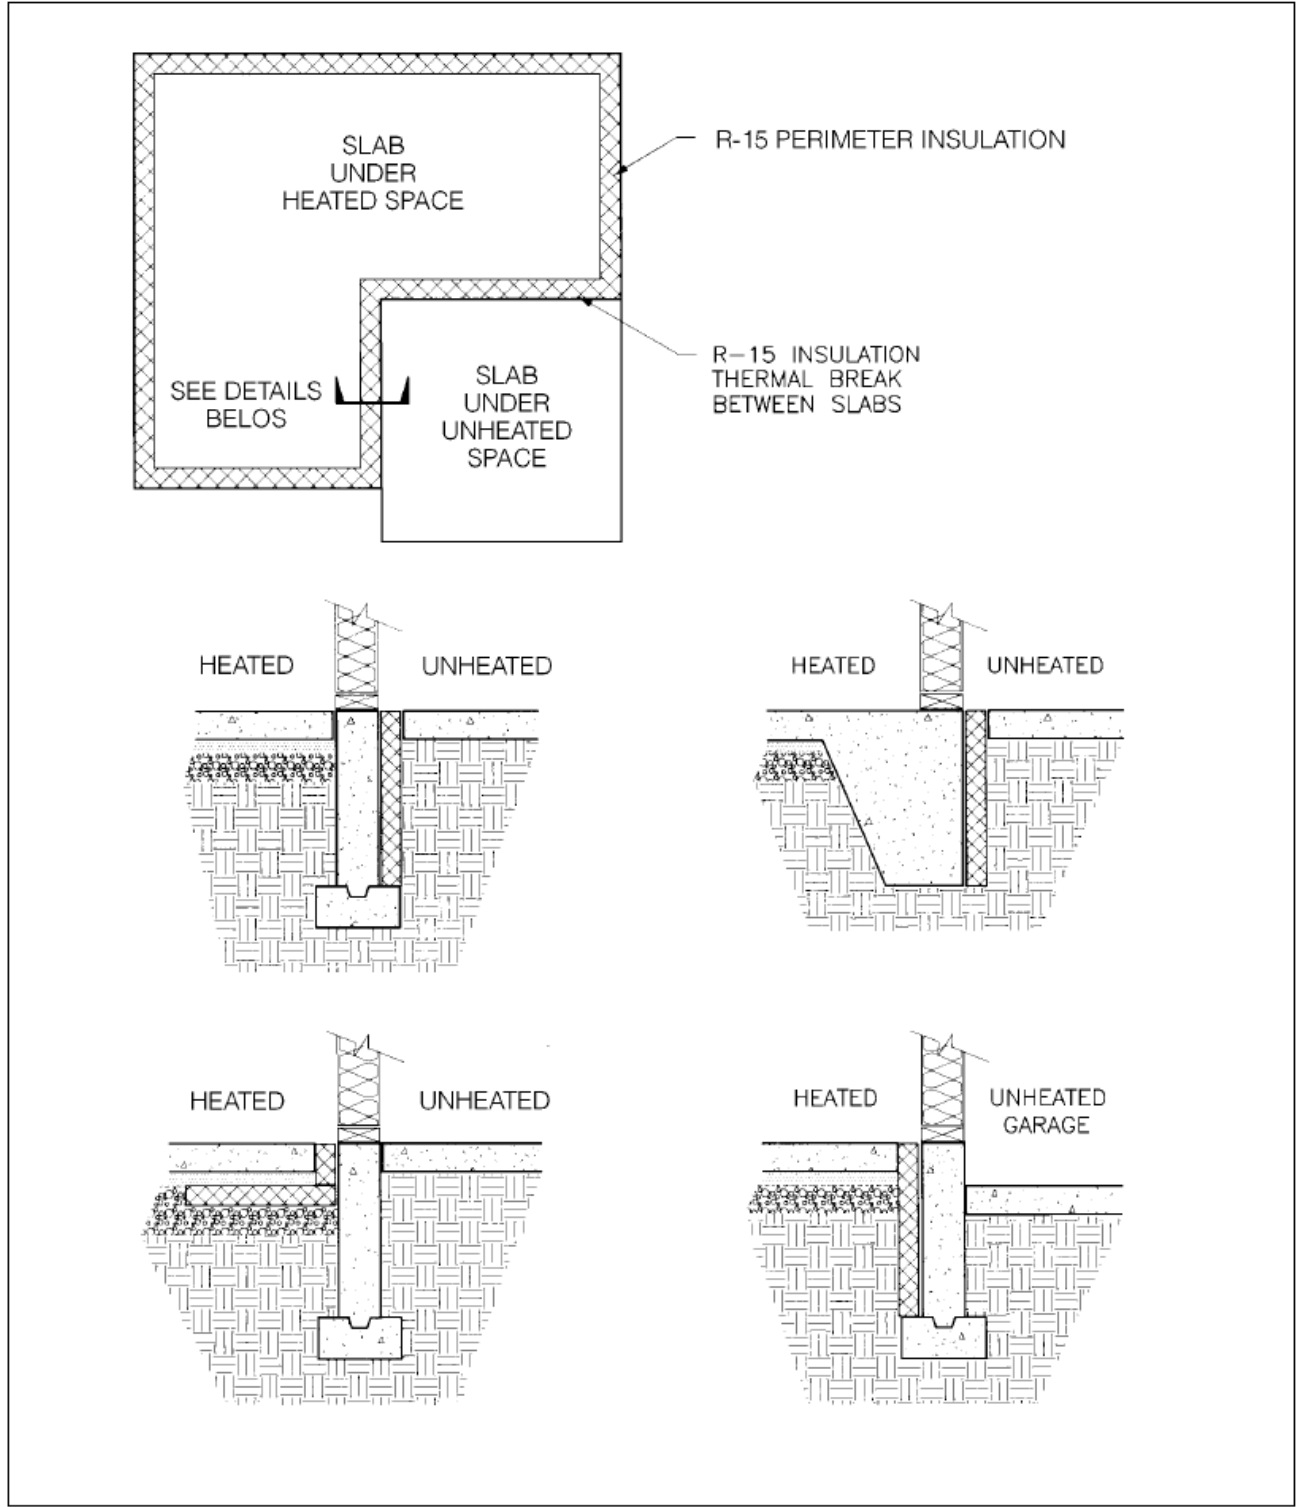 SLAB
UNDER
HEATED SPACE
R-15 PERIMETER INSULATION
R-15 INSULATION
THERMAL BREAK
BETWEEN SLABS
SEE DETAILS
BELOS
SLAB
UNDER
UNHEATED
SPACE
HEATED
UNHEATED
HEATED
UNHEATED
HEATED
UNHEATED
HEATED
UNHEATED
GARAGE